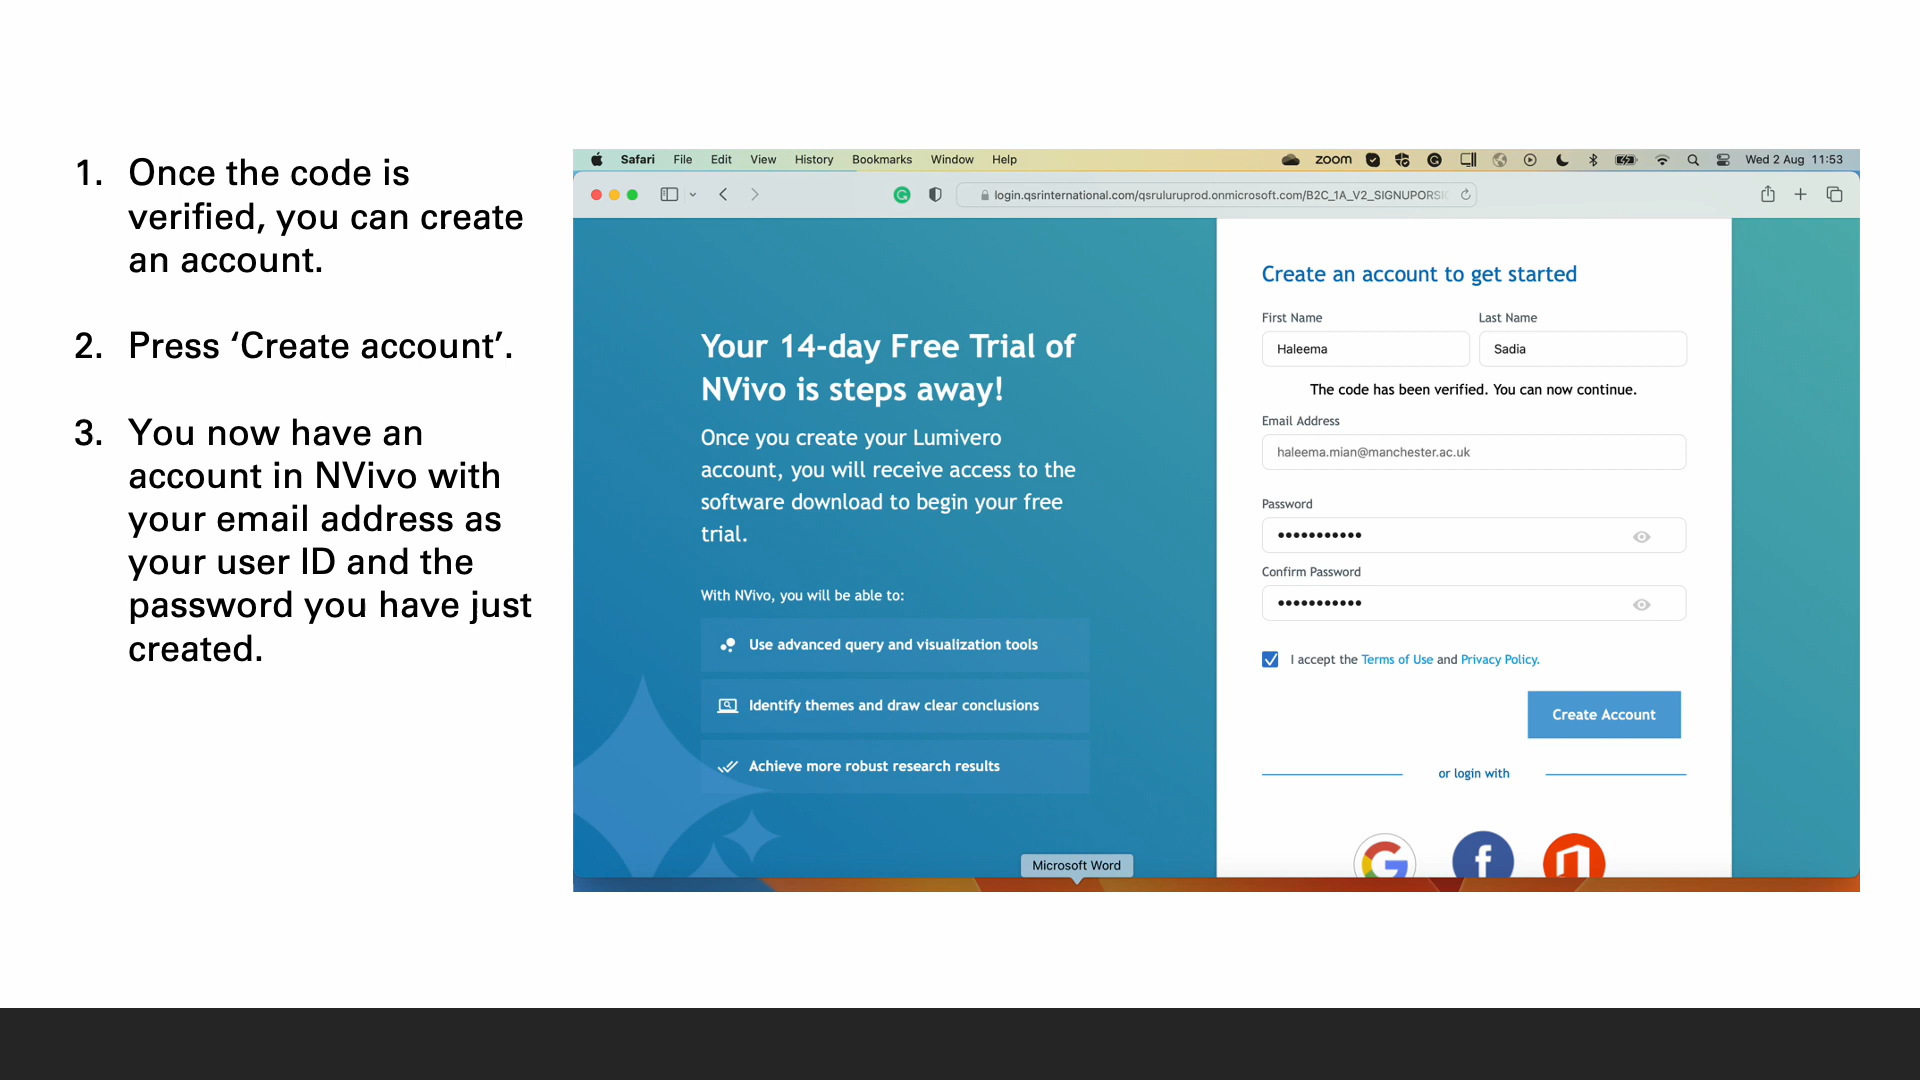 1. Once the code is
verified, you can create
an account.
2. Press ‘Create account’.
3. You now have an
account in NVivo with
your email address as
your user ID and the
password you have just
created.
Safari File Edit View History Bookmarks Window Help zoom Wed 2 Aug 11:53
login.qsrinternational.com/qsruluruprod.onmicrosoft.com/B2C_1A_V2_SIGNUPORSI
Your 14-day Free Trial of
NVivo is steps away!
Once you create your Lumivero
account, you will receive access to the
software download to begin your free
trial.
With NVivo, you will be able to:
Use advanced query and visualization tools
Identify themes and draw clear conclusions
Achieve more robust research results
Create an account to get started
First Name Last Name
Haleema Sadia
The code has been verified. You can now continue.
Email Address
haleema.mian@manchester.ac.uk
Password
•••••••••••
Confirm Password
•••••••••••
I accept the Terms of Use and Privacy Policy.
Create Account
or login with
Microsoft Word